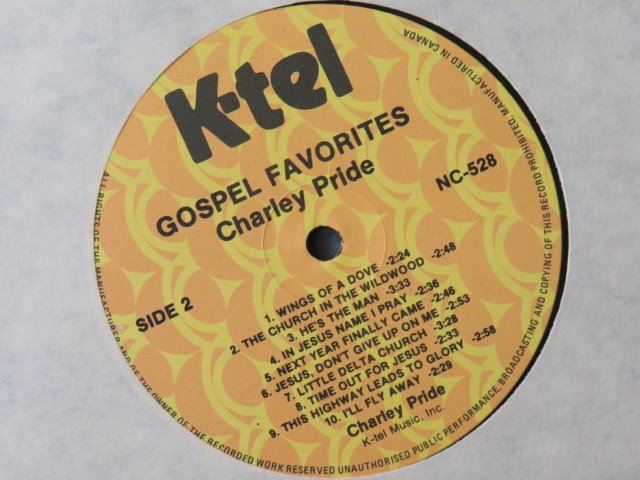 K-tel
GOSPEL FAVORITES
Charley Pride
NC-528
SIDE 2
1. WINGS OF A DOVE -2:24
2. THE CHURCH IN THE WILDWOOD -2:48
3. HE'S THE MAN -3:33
4. IN JESUS NAME I PRAY -2:36
5. NEXT YEAR FINALLY CAME -2:46
6. JESUS, DON'T GIVE UP ON ME -2:53
7. LITTLE DELTA CHURCH -3:28
8. TIME OUT FOR JESUS -2:33
9. THIS HIGHWAY LEADS TO GLORY -2:58
10. I'LL FLY AWAY -2:29
Charley Pride
K-tel Music, Inc.
ALL RIGHTS OF THE MANUFACTURER AND OF THE OWNER OF THE RECORDED WORK RESERVED UNAUTHORISED PUBLIC PERFORMANCE, BROADCASTING AND COPYING OF THIS RECORD PROHIBITED. MANUFACTURED IN CANADA